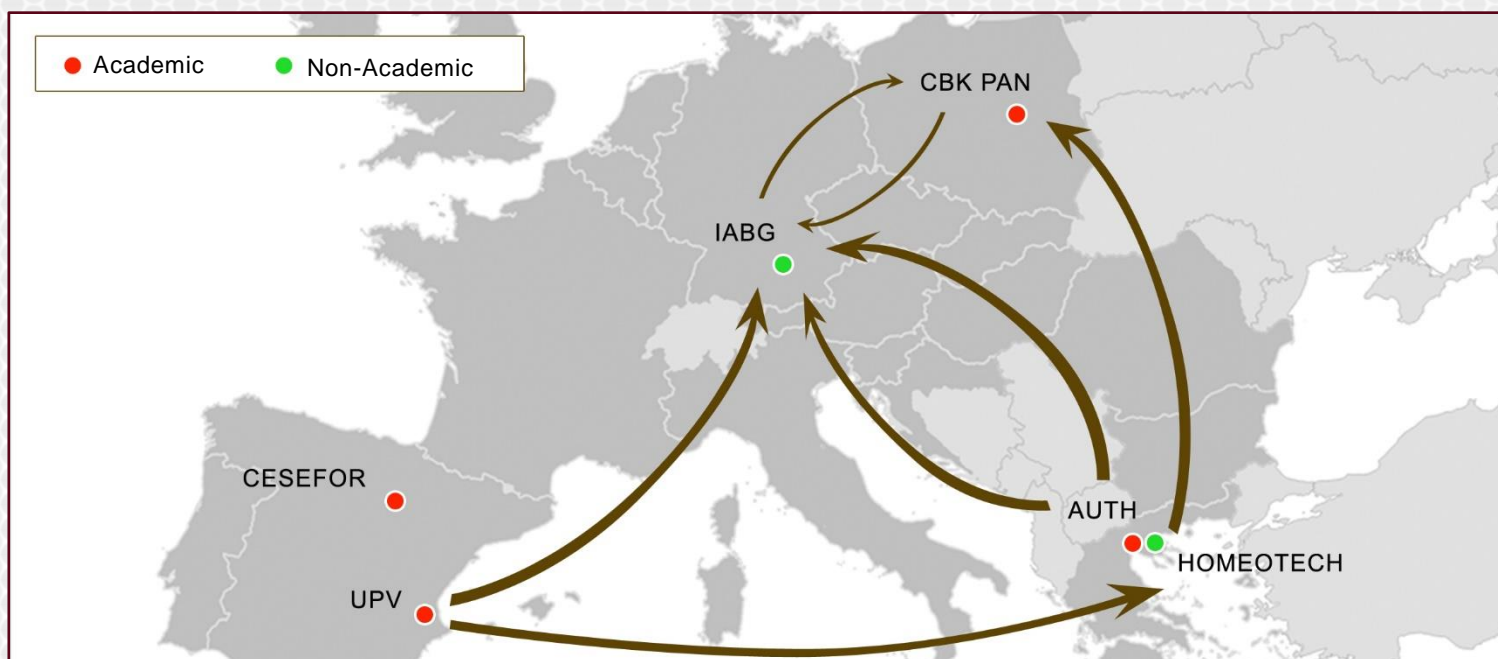 Academic
Non-Academic
CBK PAN
IABG
CESEFOR
AUTH
HOMEOTECH
UPV